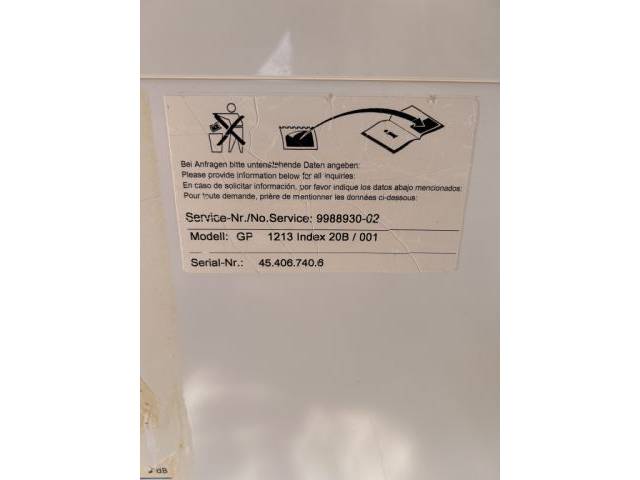 Bei Anfragen bitte untenstehende Daten angeben:
Please provide information below for all inquiries:
En caso de solicitar información, por favor indique los datos abajo mencionados:
Pour toute demande, prière de mentionner les données ci-dessous:
Service-Nr./No.Service: 9988930-02
Modell: GP 1213 Index 20B / 001
Serial-Nr.: 45.406.740.6